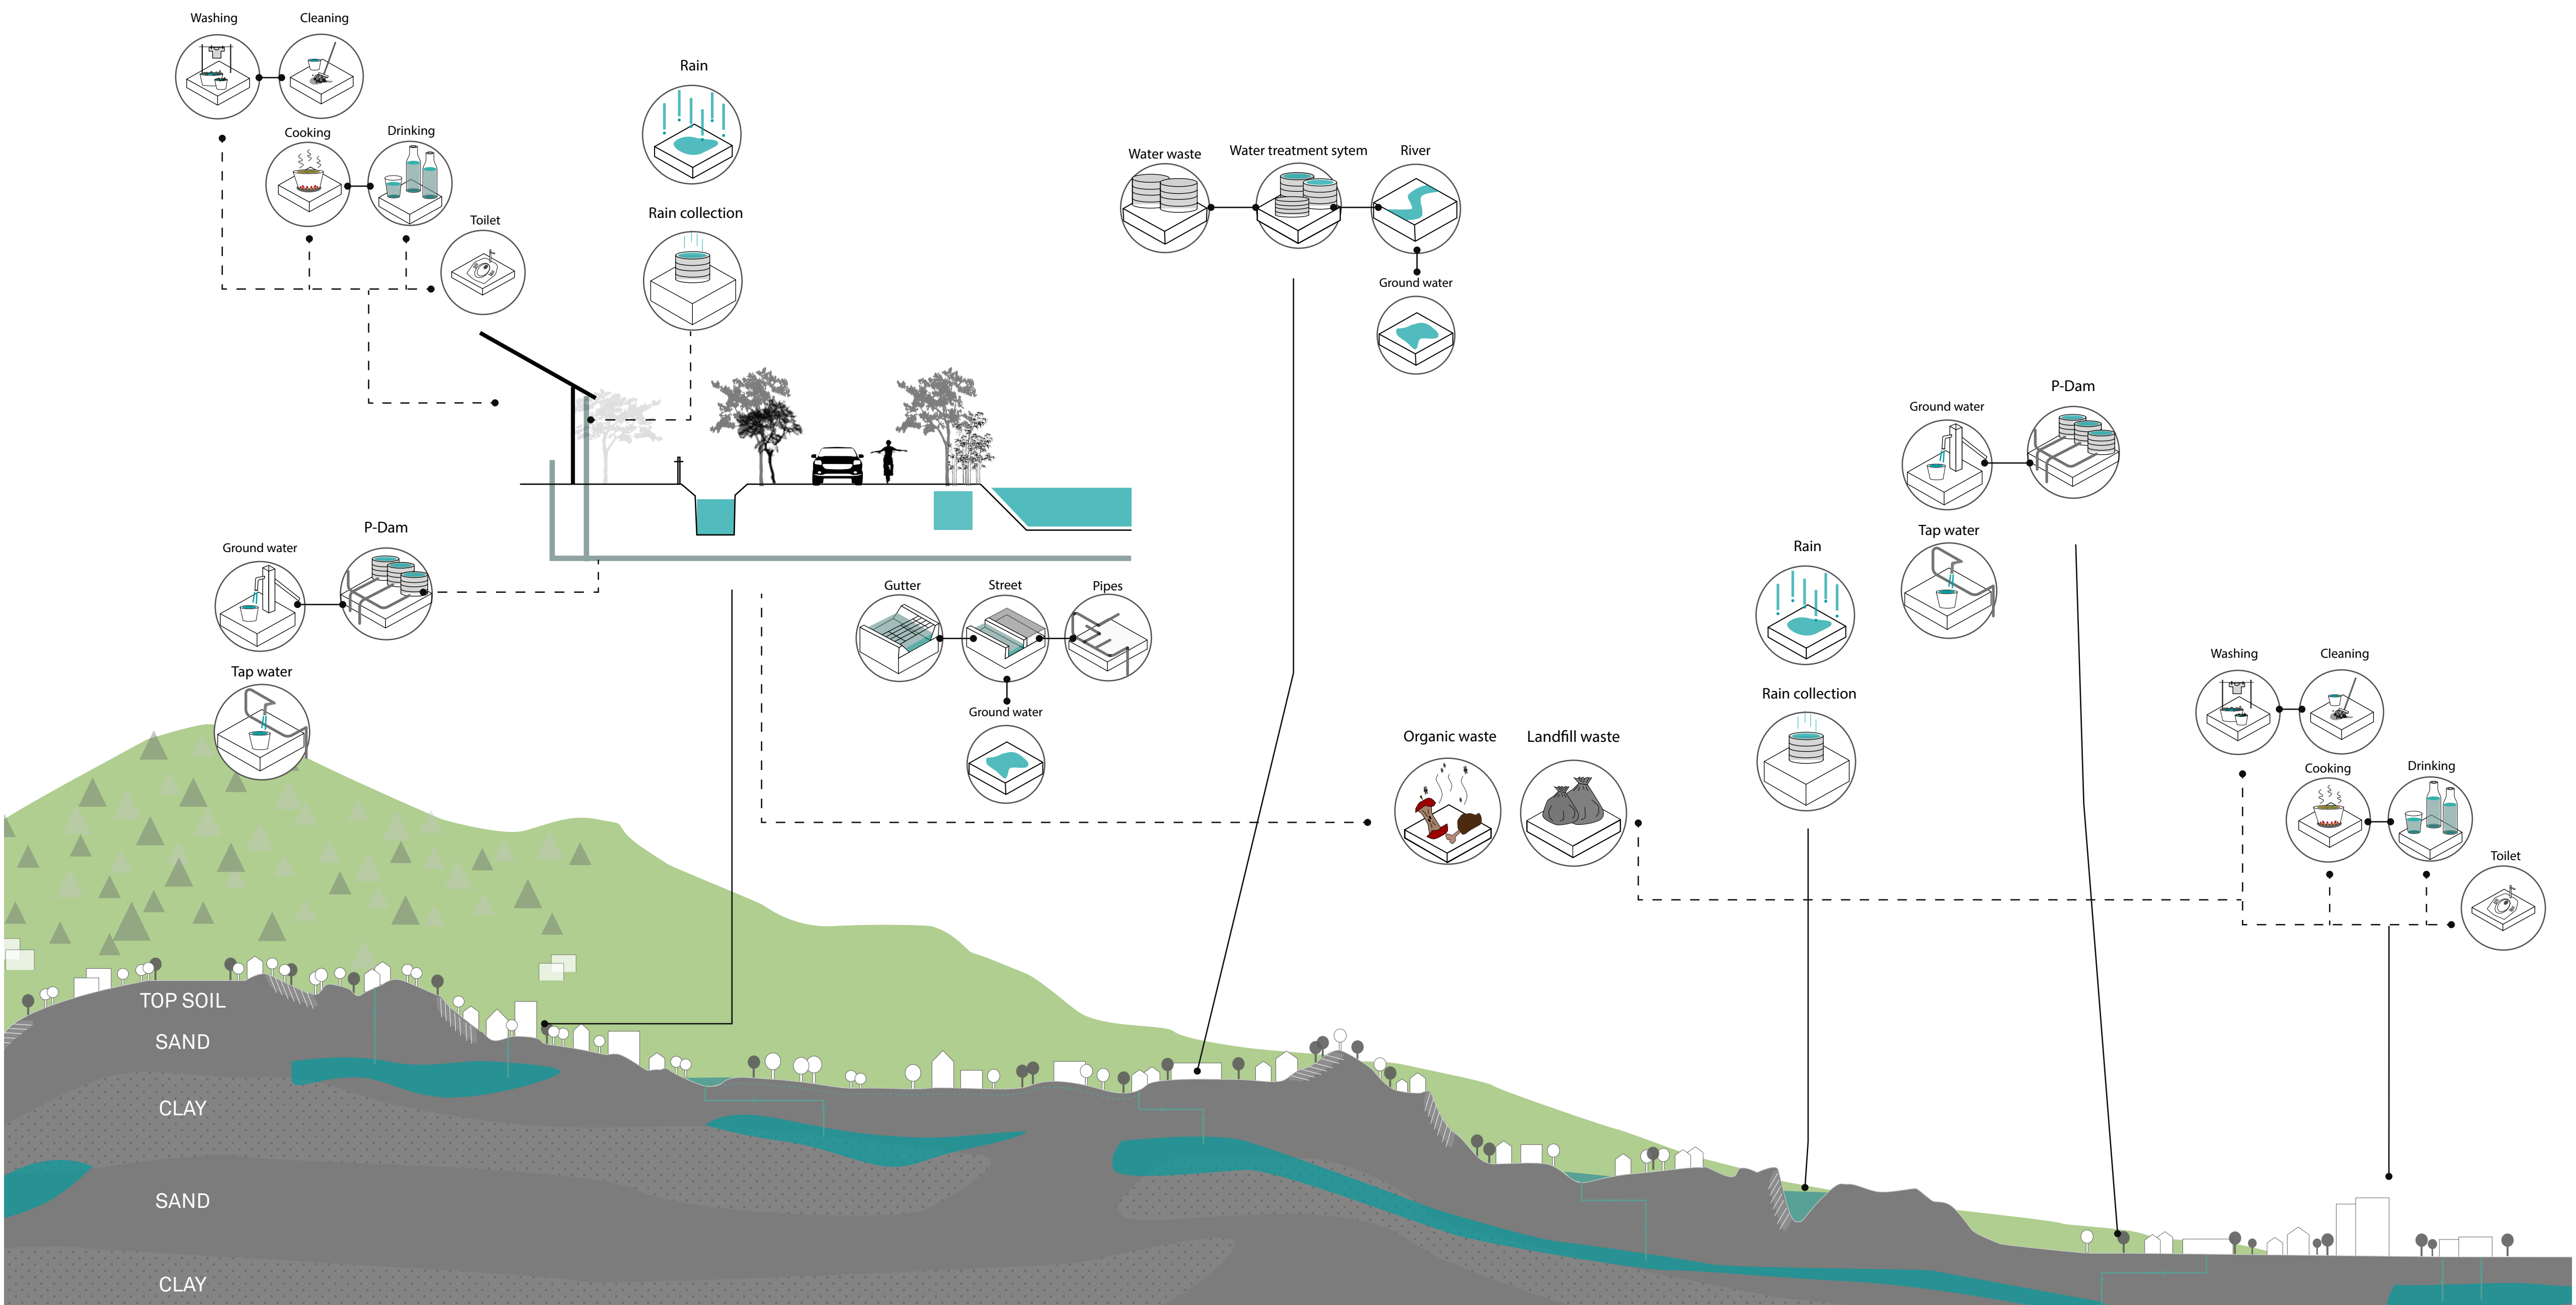 Washing
Cleaning
Cooking
Drinking
Toilet
Rain
Rain collection
Water waste
Water treatment sytem
River
Ground water
P-Dam
Ground water
Tap water
Gutter
Street
Pipes
Ground water
Organic waste
Landfill waste
Rain
Rain collection
P-Dam
Ground water
Tap water
Washing
Cleaning
Cooking
Drinking
Toilet
TOP SOIL
SAND
CLAY
SAND
CLAY